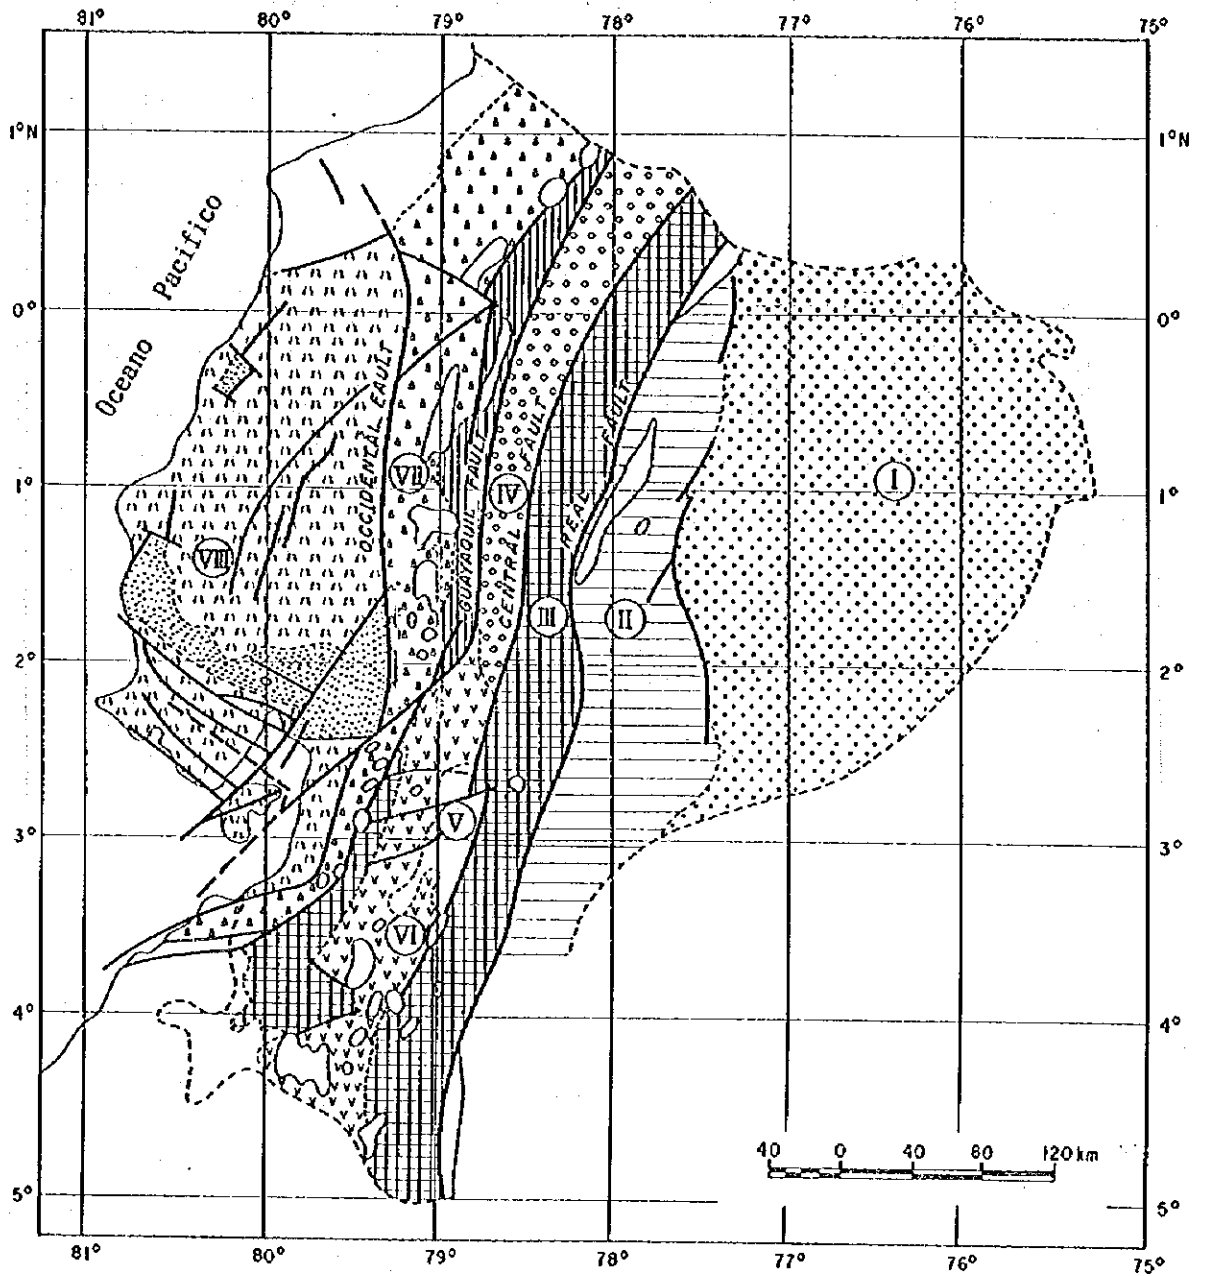 81° 80° 79° 78° 77° 76° 75°
1°N 1°N
Oceano Pacifico
0° 0°
OCCIDENTAL FAULT
GUAYAQUIL FAULT
CENTRAL FAULT
REAL FAULT
VII
IV
I
1° 1°
VIII
III
II
2° 2°
V
3° 3°
VI
4° 4°
40 0 40 80 120 km
5° 5°
81° 80° 79° 78° 77° 76° 75°